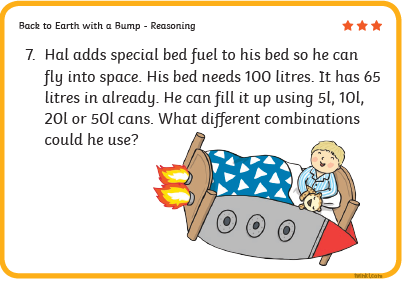 Back to Earth with a Bump - Reasoning
7. Hal adds special bed fuel to his bed so he can
fly into space. His bed needs 100 litres. It has 65
litres in already. He can fill it up using 5l, 10l,
20l or 50l cans. What different combinations
could he use?
twinkl.com